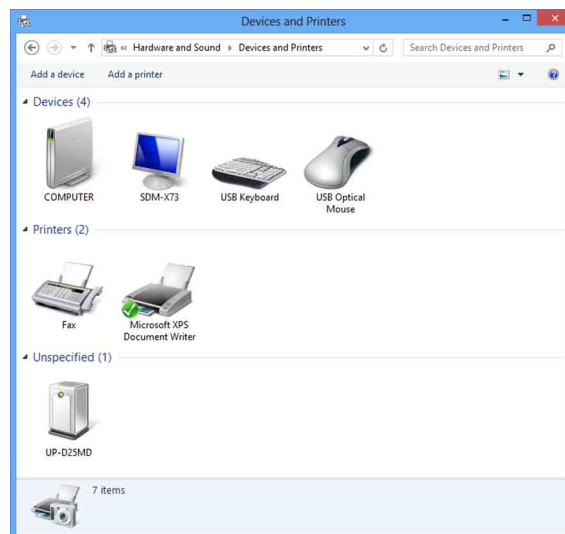 Devices and Printers
« Hardware and Sound ▸ Devices and Printers
Search Devices and Printers
Add a device Add a printer
Devices (4)
COMPUTER
SDM-X73
USB Keyboard
USB Optical
Mouse
Printers (2)
Fax
Microsoft XPS
Document Writer
Unspecified (1)
UP-D25MD
7 items